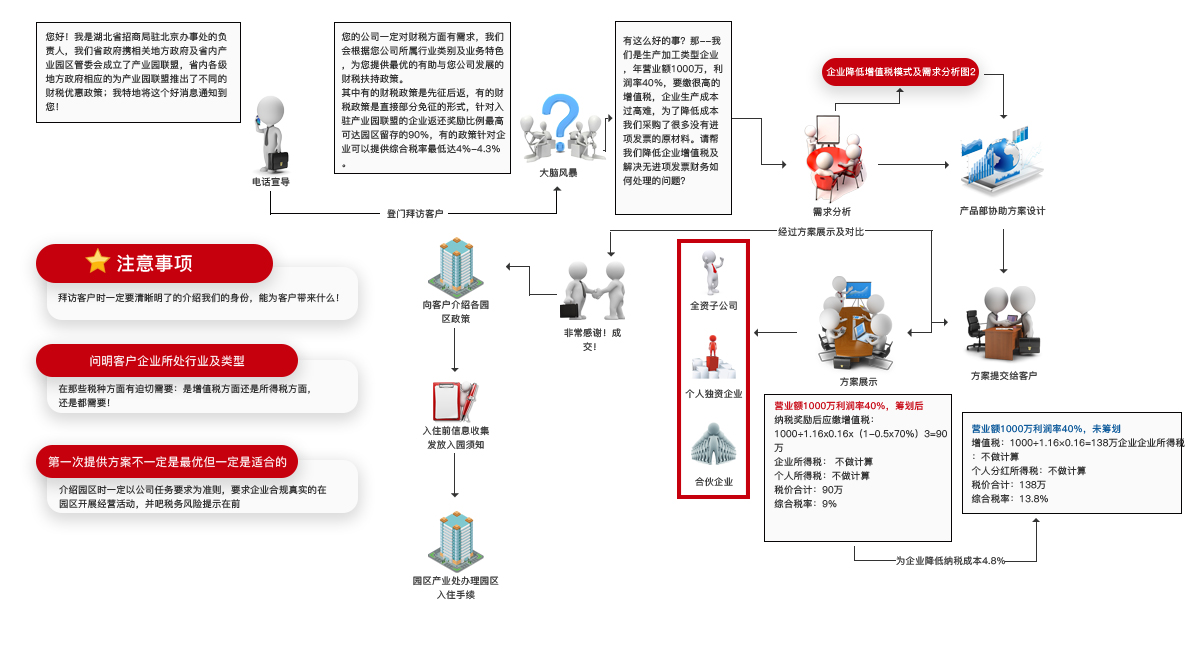 您好！我是湖北省招商局驻北京办事处的负
责人，我们省政府携相关地方政府及省内产
业园区管委会成立了产业园联盟，省内各级
地方政府相应的为产业园联盟推出了不同的
财税优惠政策；我特地将这个好消息通知到
您！
电话宣导
登门拜访客户
您的公司一定对财税方面有需求，我们
会根据您公司所属行业类别及业务特色
，为您提供最优的有助与您公司发展的
财税扶持政策。
其中有的财税政策是先征后返，有的财
税政策是直接部分免征的形式，针对入
驻产业园联盟的企业返还奖励比例最高
可达园区留存的90%，有的政策针对企
业可以提供综合税率最低达4%-4.3%
。
大脑风暴
有这么好的事？那--我
们是生产加工类型企业
，年营业额1000万，利
润率40%，要缴很高的
增值税，企业生产成本
过高难，为了降低成本
我们采购了很多没有进
项发票的原材料。请帮
我们降低企业增值税及
解决无进项发票财务如
何处理的问题？
企业降低增值税模式及需求分析图2
需求分析
产品部协助方案设计
经过方案展示及对比
方案提交给客户
方案展示
全资子公司
个人独资企业
合伙企业
非常感谢！成
交！
向客户介绍各园
区政策
入住前信息收集
发放入园须知
园区产业处办理园区
入住手续
注意事项
拜访客户时一定要清晰明了的介绍我们的身份，能为客户带来什么！
问明客户企业所处行业及类型
在那些税种方面有迫切需要：是增值税方面还是所得税方面，
还是都需要！
第一次提供方案不一定是最优但一定是适合的
介绍园区时一定以公司任务要求为准则，要求企业合规真实的在
园区开展经营活动，并吧税务风险提示在前
营业额1000万利润率40%，筹划后
纳税奖励后应缴增值税：
1000÷1.16x0.16x（1-0.5x70%）3=90
万
企业所得税： 不做计算
个人所得税：不做计算
税价合计：90万
综合税率：9%
营业额1000万利润率40%，未筹划
增值税：1000÷1.16x0.16=138万企业企业所得税
：不做计算
个人分红所得税：不做计算
税价合计：138万
综合税率：13.8%
为企业降低纳税成本4.8%